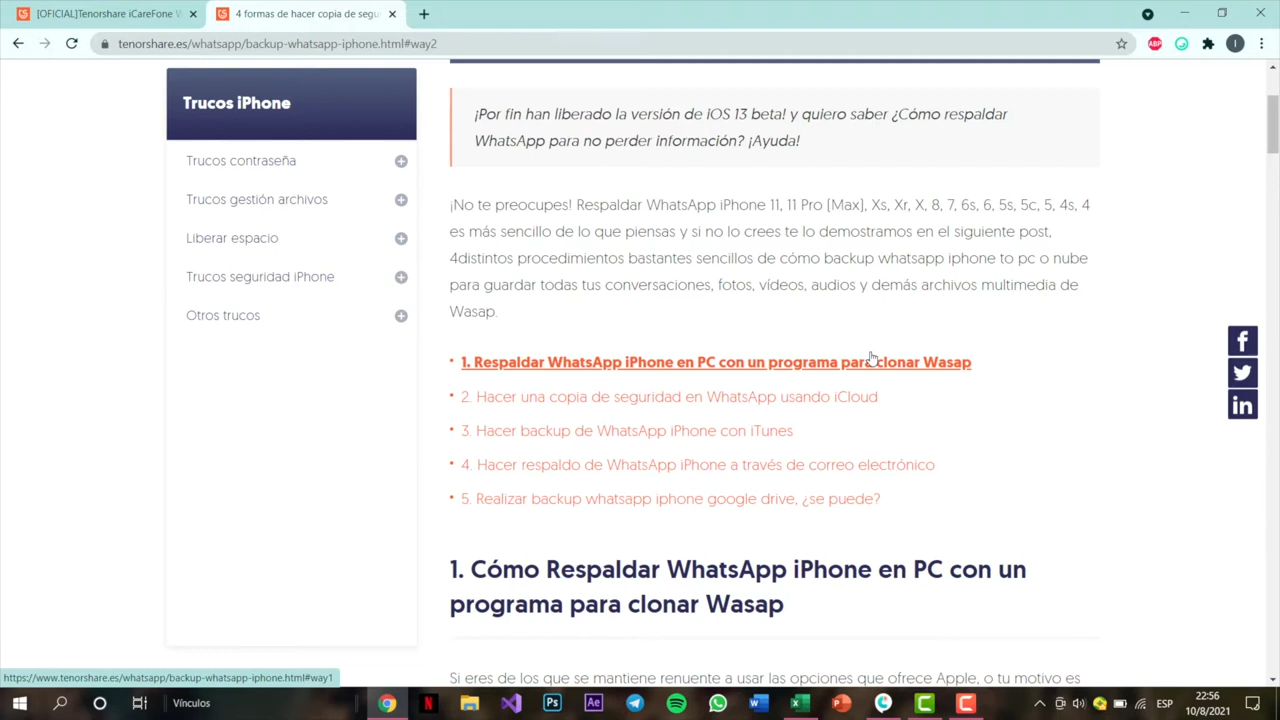 [OFICIAL]Tenorshare iCareFone W
4 formas de hacer copia de segu
tenorshare.es/whatsapp/backup-whatsapp-iphone.html#way2
ABP
I
Trucos iPhone
Trucos contraseña
Trucos gestión archivos
Liberar espacio
Trucos seguridad iPhone
Otros trucos
¡Por fin han liberado la versión de iOS 13 beta! y quiero saber ¿Cómo respaldar
WhatsApp para no perder información? ¡Ayuda!
¡No te preocupes! Respaldar WhatsApp iPhone 11, 11 Pro (Max), Xs, Xr, X, 8, 7, 6s, 6, 5s, 5c, 5, 4s, 4
es más sencillo de lo que piensas y si no lo crees te lo demostramos en el siguiente post,
4distintos procedimientos bastantes sencillos de cómo backup whatsapp iphone to pc o nube
para guardar todas tus conversaciones, fotos, vídeos, audios y demás archivos multimedia de
Wasap.
• 1. Respaldar WhatsApp iPhone en PC con un programa para clonar Wasap
• 2. Hacer una copia de seguridad en WhatsApp usando iCloud
• 3. Hacer backup de WhatsApp iPhone con iTunes
• 4. Hacer respaldo de WhatsApp iPhone a través de correo electrónico
• 5. Realizar backup whatsapp iphone google drive, ¿se puede?
1. Cómo Respaldar WhatsApp iPhone en PC con un
programa para clonar Wasap
Si eres de los que se mantiene renuente a usar las opciones que ofrece Apple, o tu motivo es
https://www.tenorshare.es/whatsapp/backup-whatsapp-iphone.html#way1
Vínculos
ESP
22:56
10/8/2021